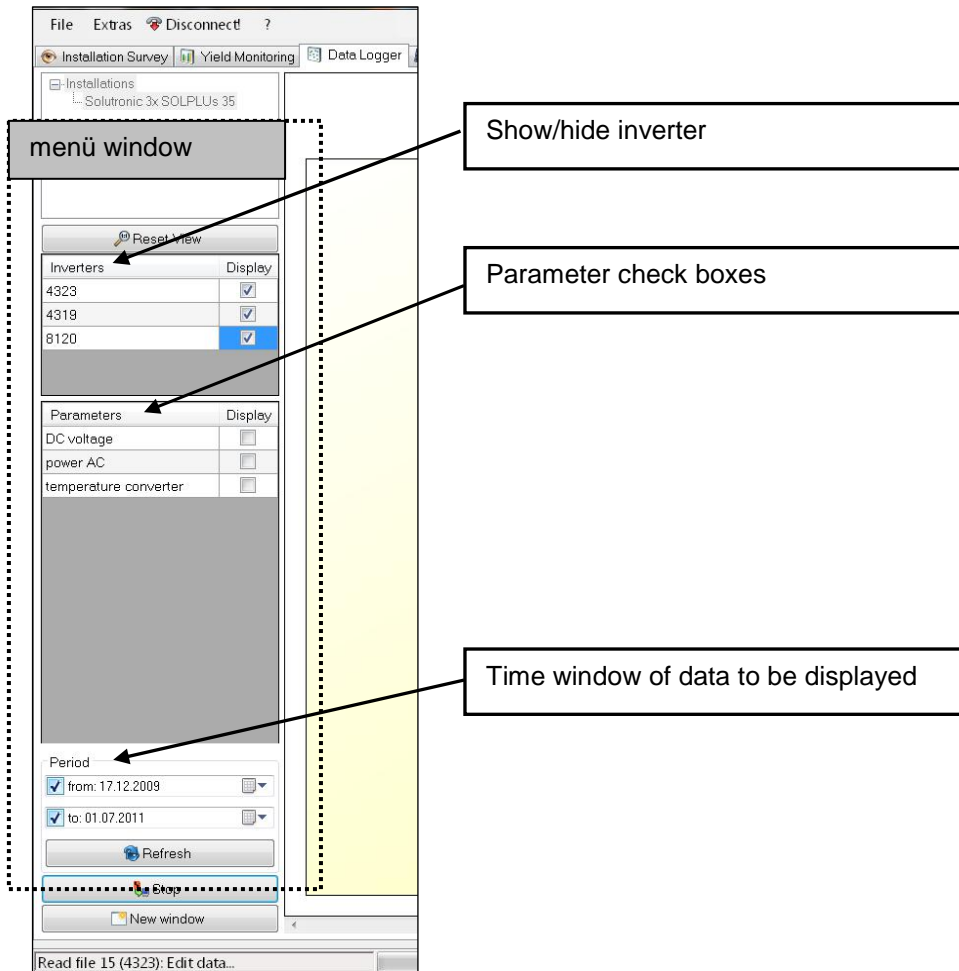 File Extras Disconnect! ?
Installation Survey Yield Monitoring Data Logger
Installations
Solutronic 3x SOLPLUs 35
menü window
Show/hide inverter
Reset View
Inverters Display
4323
4319
8120
Parameter check boxes
Parameters Display
DC voltage
power AC
temperature converter
Time window of data to be displayed
Period
from: 17.12.2009
to: 01.07.2011
Refresh
Stop
New window
Read file 15 (4323): Edit data...